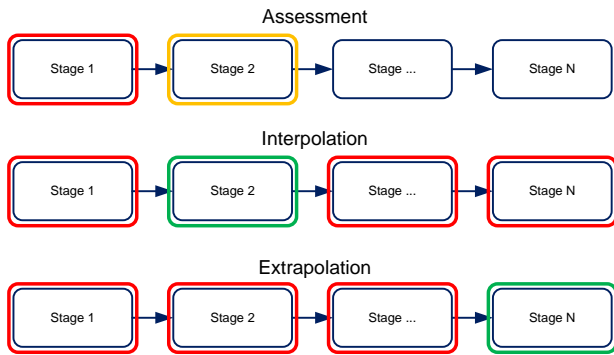 Assessment
Stage 1
Stage 2
Stage ...
Stage N
Interpolation
Stage 1
Stage 2
Stage ...
Stage N
Extrapolation
Stage 1
Stage 2
Stage ...
Stage N